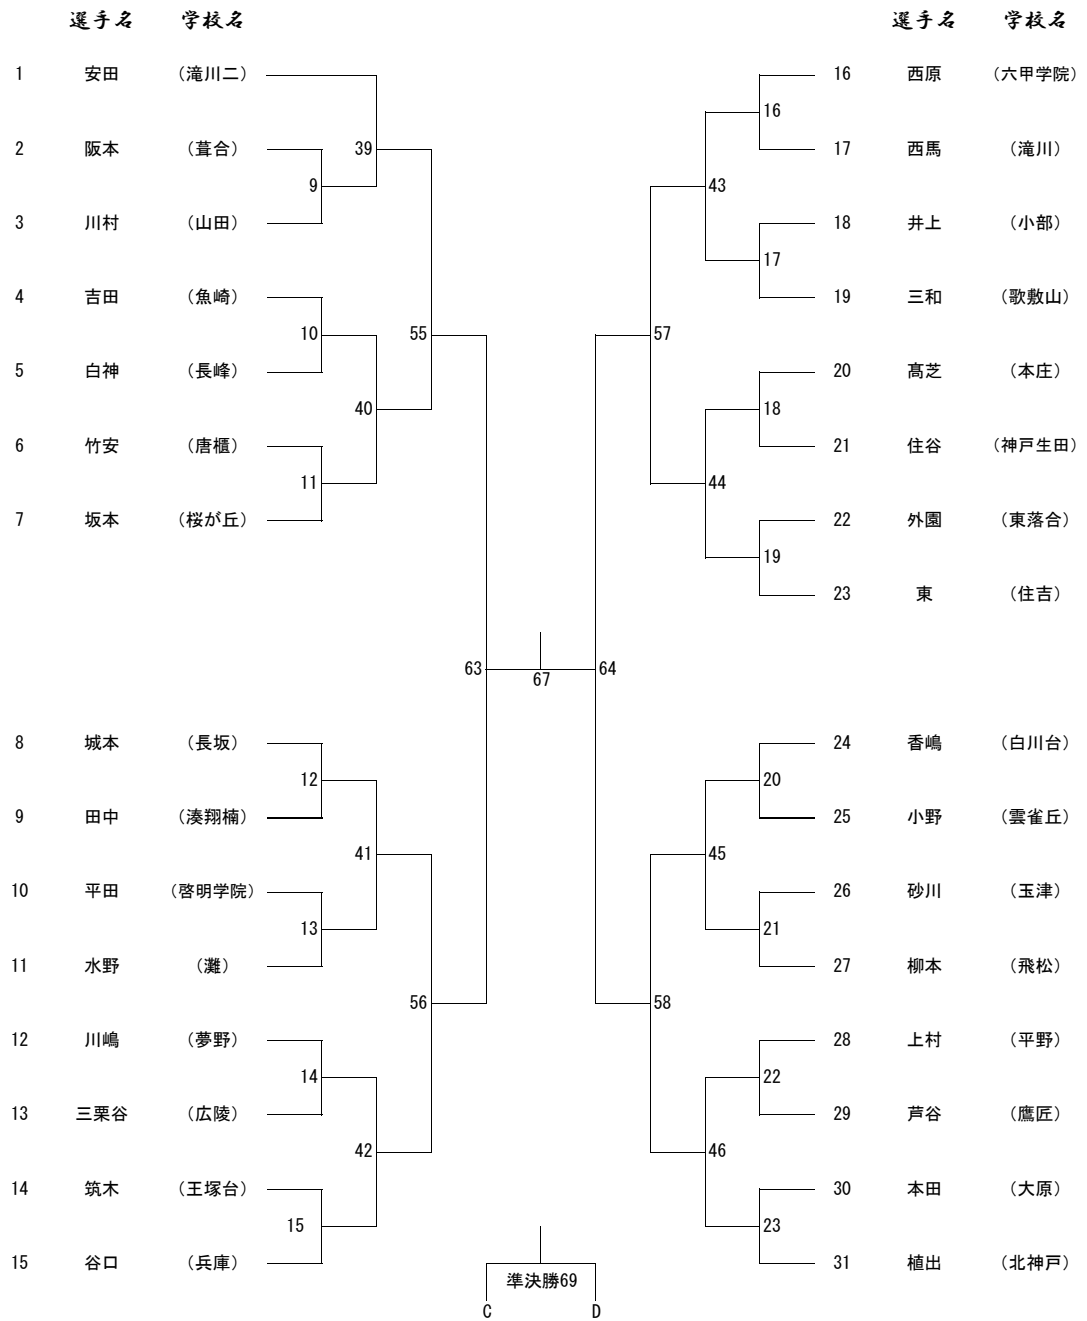 選手名 学校名 選手名 学校名
1 安田 (滝川二) 16 西原 (六甲学院)
16
2 阪本 (葺合) 39 17 西馬 (滝川)
9 43
3 川村 (山田) 18 井上 (小部)
17
4 吉田 (魚崎) 19 三和 (歌敷山)
10 55 57
5 白神 (長峰) 20 髙芝 (本庄)
40 18
6 竹安 (唐櫃) 21 住谷 (神戸生田)
11 44
7 坂本 (桜が丘) 22 外園 (東落合)
19
23 東 (住吉)
63 67 64
8 城本 (長坂) 24 香嶋 (白川台)
12 20
9 田中 (湊翔楠) 25 小野 (雲雀丘)
41 45
10 平田 (啓明学院) 26 砂川 (玉津)
13 21
11 水野 (灘) 27 柳本 (飛松)
56 58
12 川嶋 (夢野) 28 上村 (平野)
14 22
13 三栗谷 (広陵) 29 芦谷 (鷹匠)
42 46
14 筑木 (王塚台) 30 本田 (大原)
15 23
15 谷口 (兵庫) 31 植出 (北神戸)
準決勝69
C D